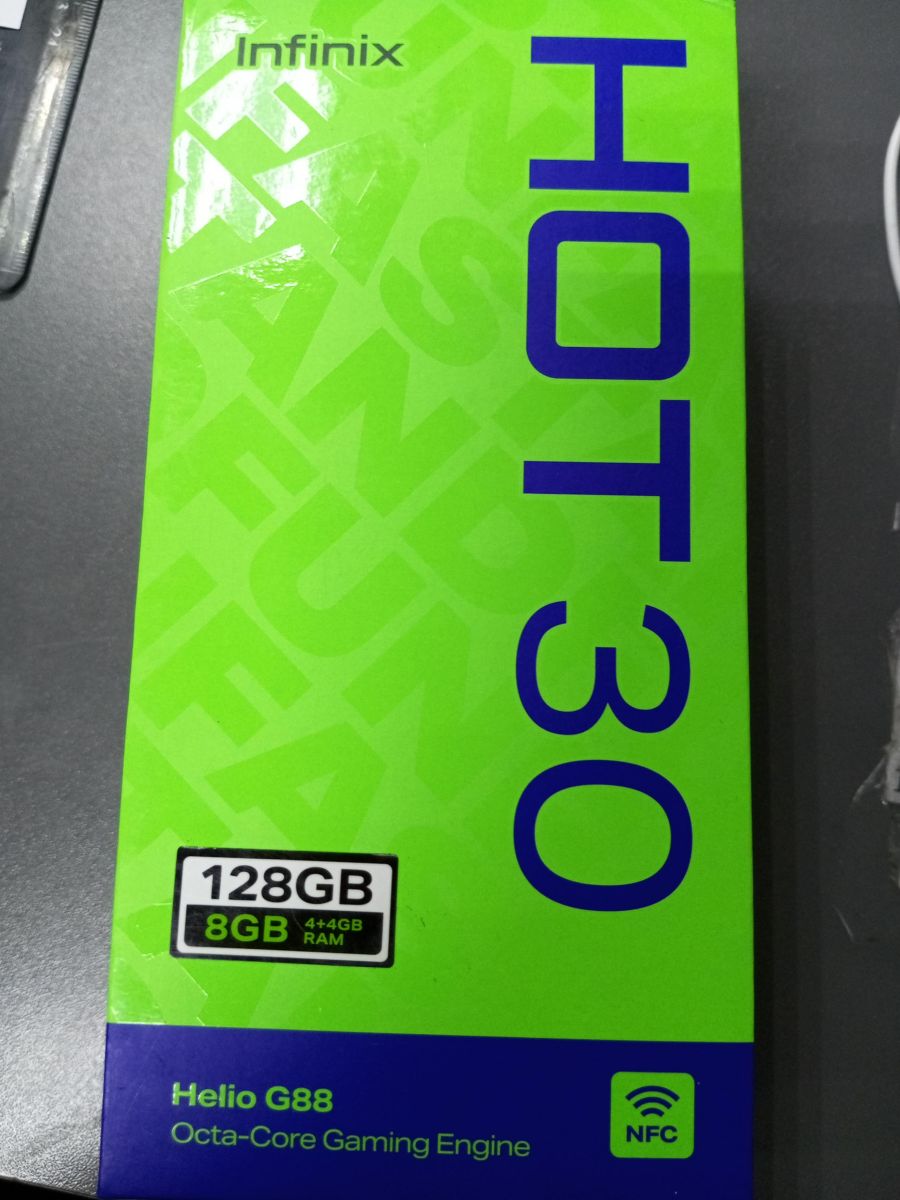 Infinix
HOT 30
128GB
8GB 4+4GB RAM
Helio G88
Octa-Core Gaming Engine
NFC